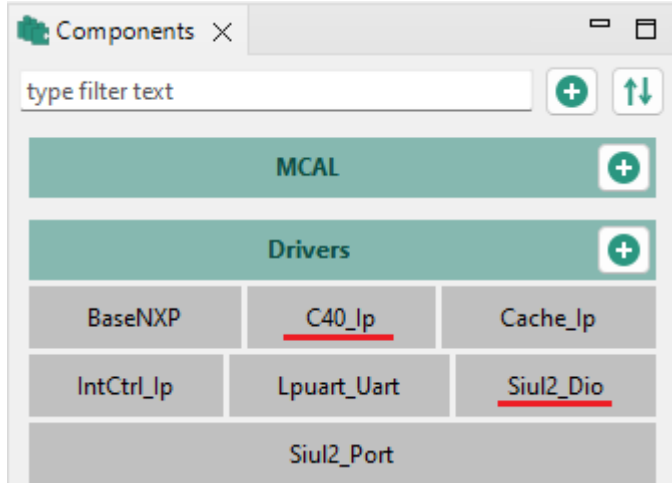 Components
type filter text
MCAL
Drivers
BaseNXP C40_Ip Cache_Ip
IntCtrl_Ip Lpuart_Uart Siul2_Dio
Siul2_Port